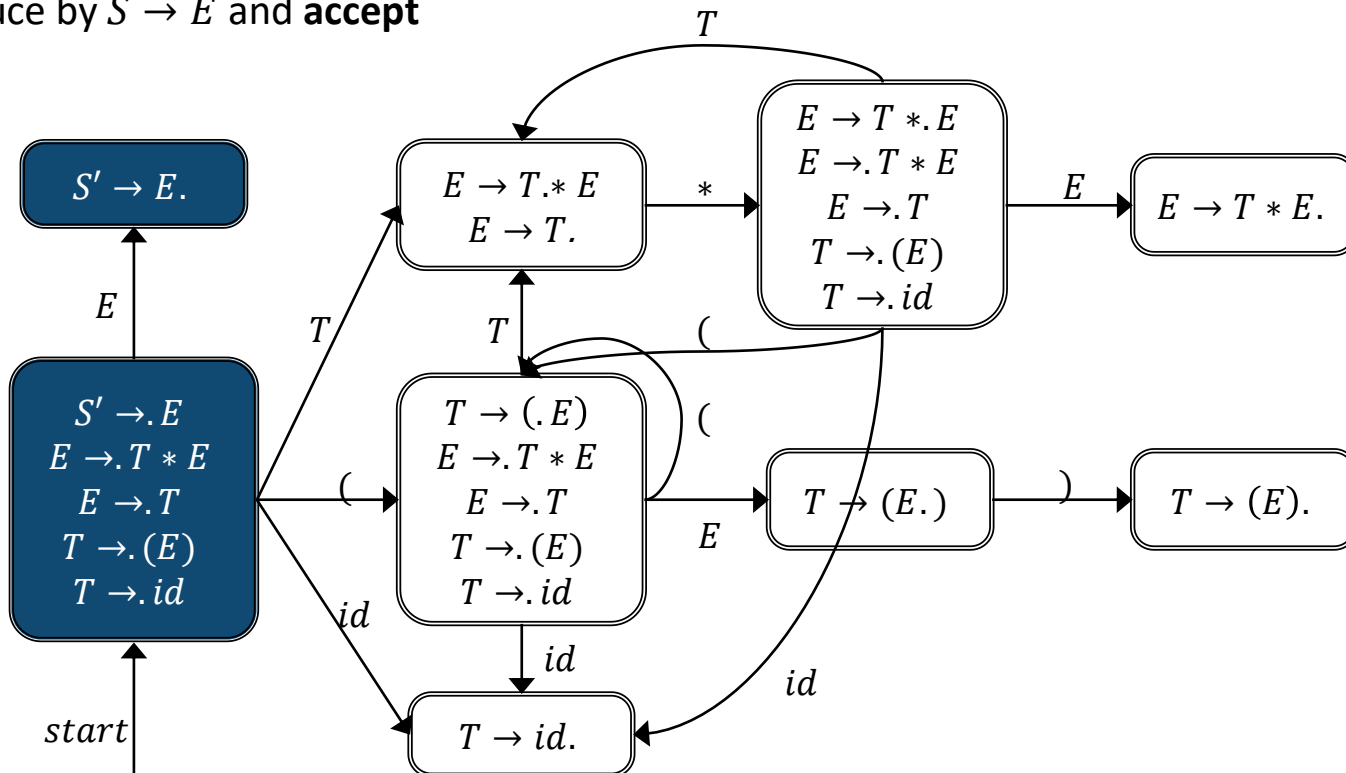 uce by S → E and accept
T
S′ → E.
E → T.∗ E
E → T.
∗
E → T ∗. E
E →. T ∗ E
E →. T
T →. (E)
T →. id
E
E → T ∗ E.
E
T
T
(
S′ →. E
E →. T ∗ E
E →. T
T →. (E)
T →. id
(
T → (. E)
E →. T ∗ E
E →. T
T →. (E)
T →. id
(
E
T → (E. )
)
T → (E).
id
id
id
start
T → id.